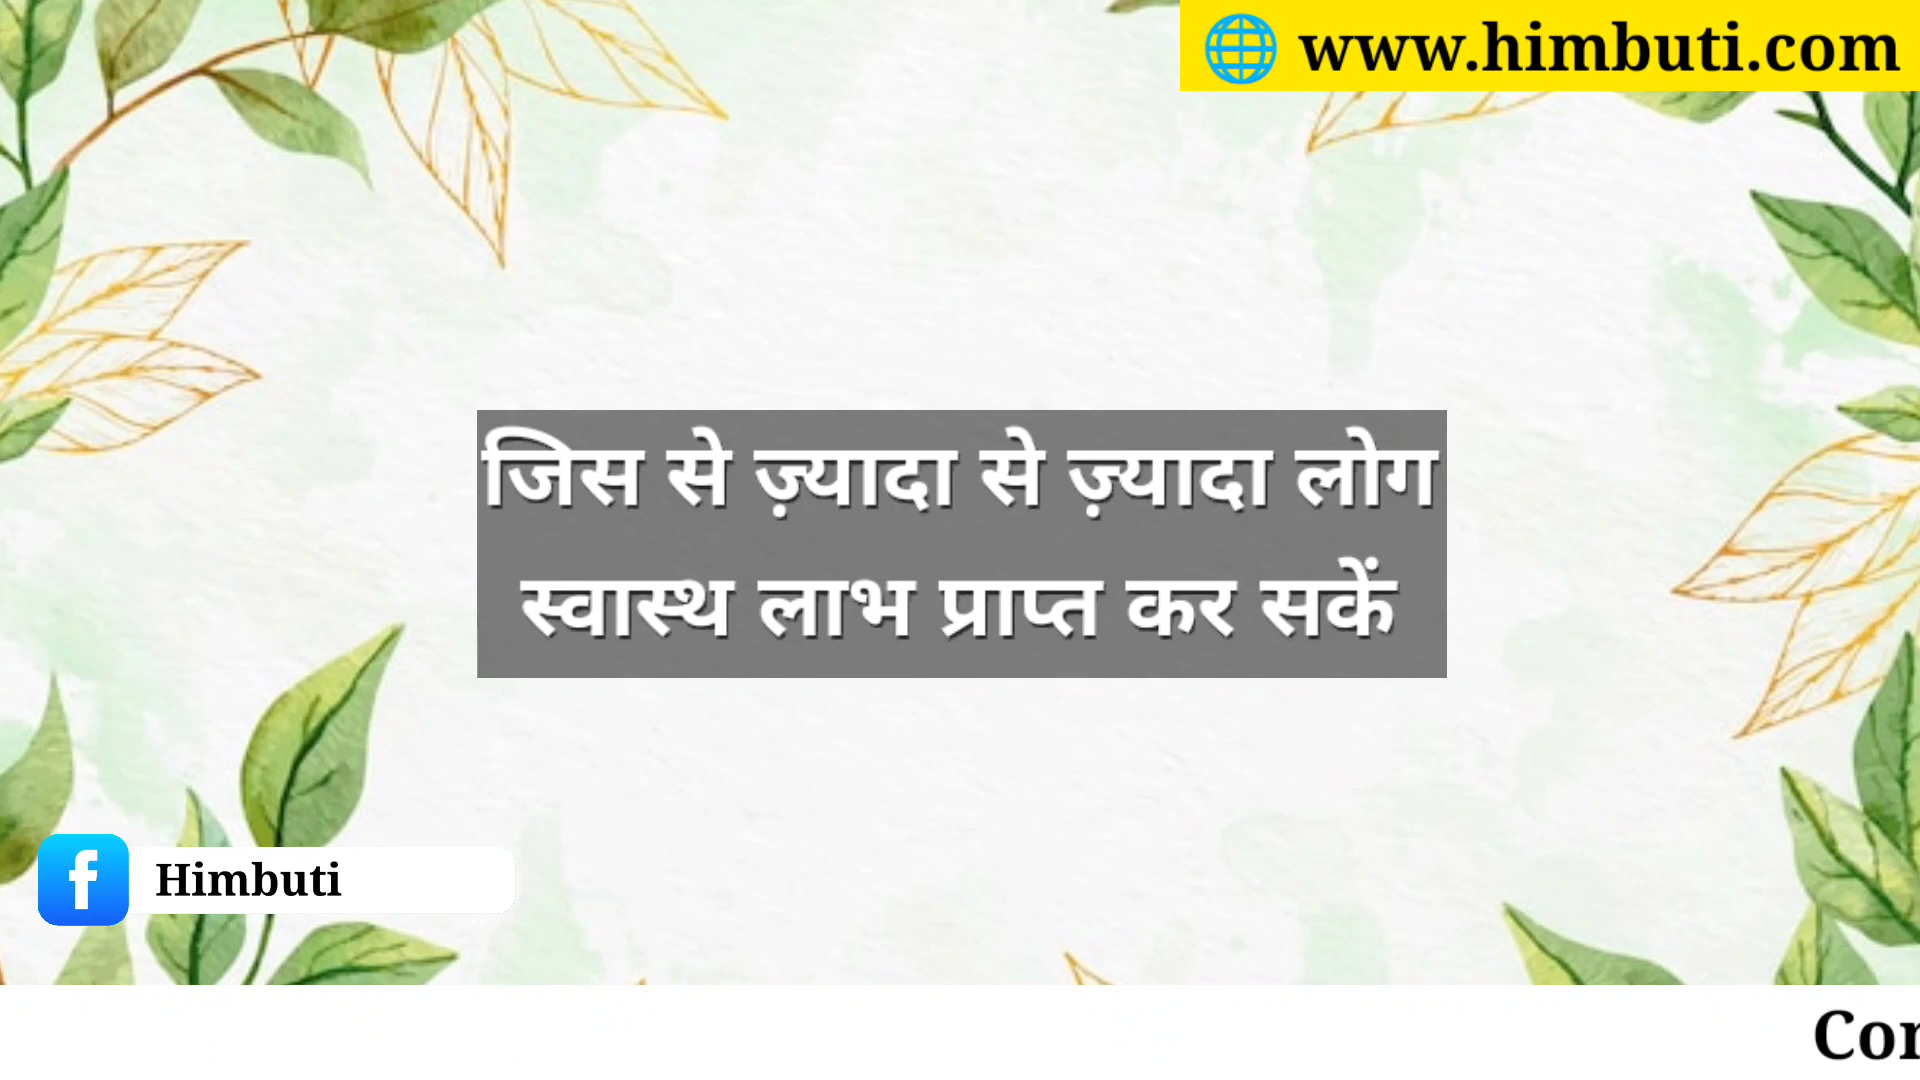 www.himbuti.com
जिस से ज़्यादा से ज़्यादा लोग
स्वास्थ लाभ प्राप्त कर सकें
Himbuti